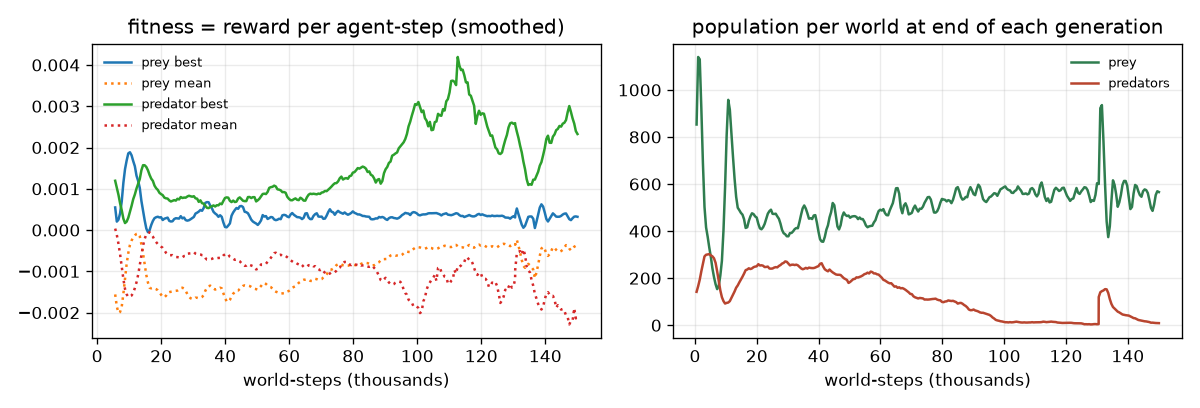 fitness = reward per agent-step (smoothed)
0.004
0.003
0.002
0.001
0.000
−0.001
−0.002
prey best
prey mean
predator best
predator mean
0 20 40 60 80 100 120 140
world-steps (thousands)
population per world at end of each generation
1000
800
600
400
200
0
prey
predators
0 20 40 60 80 100 120 140
world-steps (thousands)